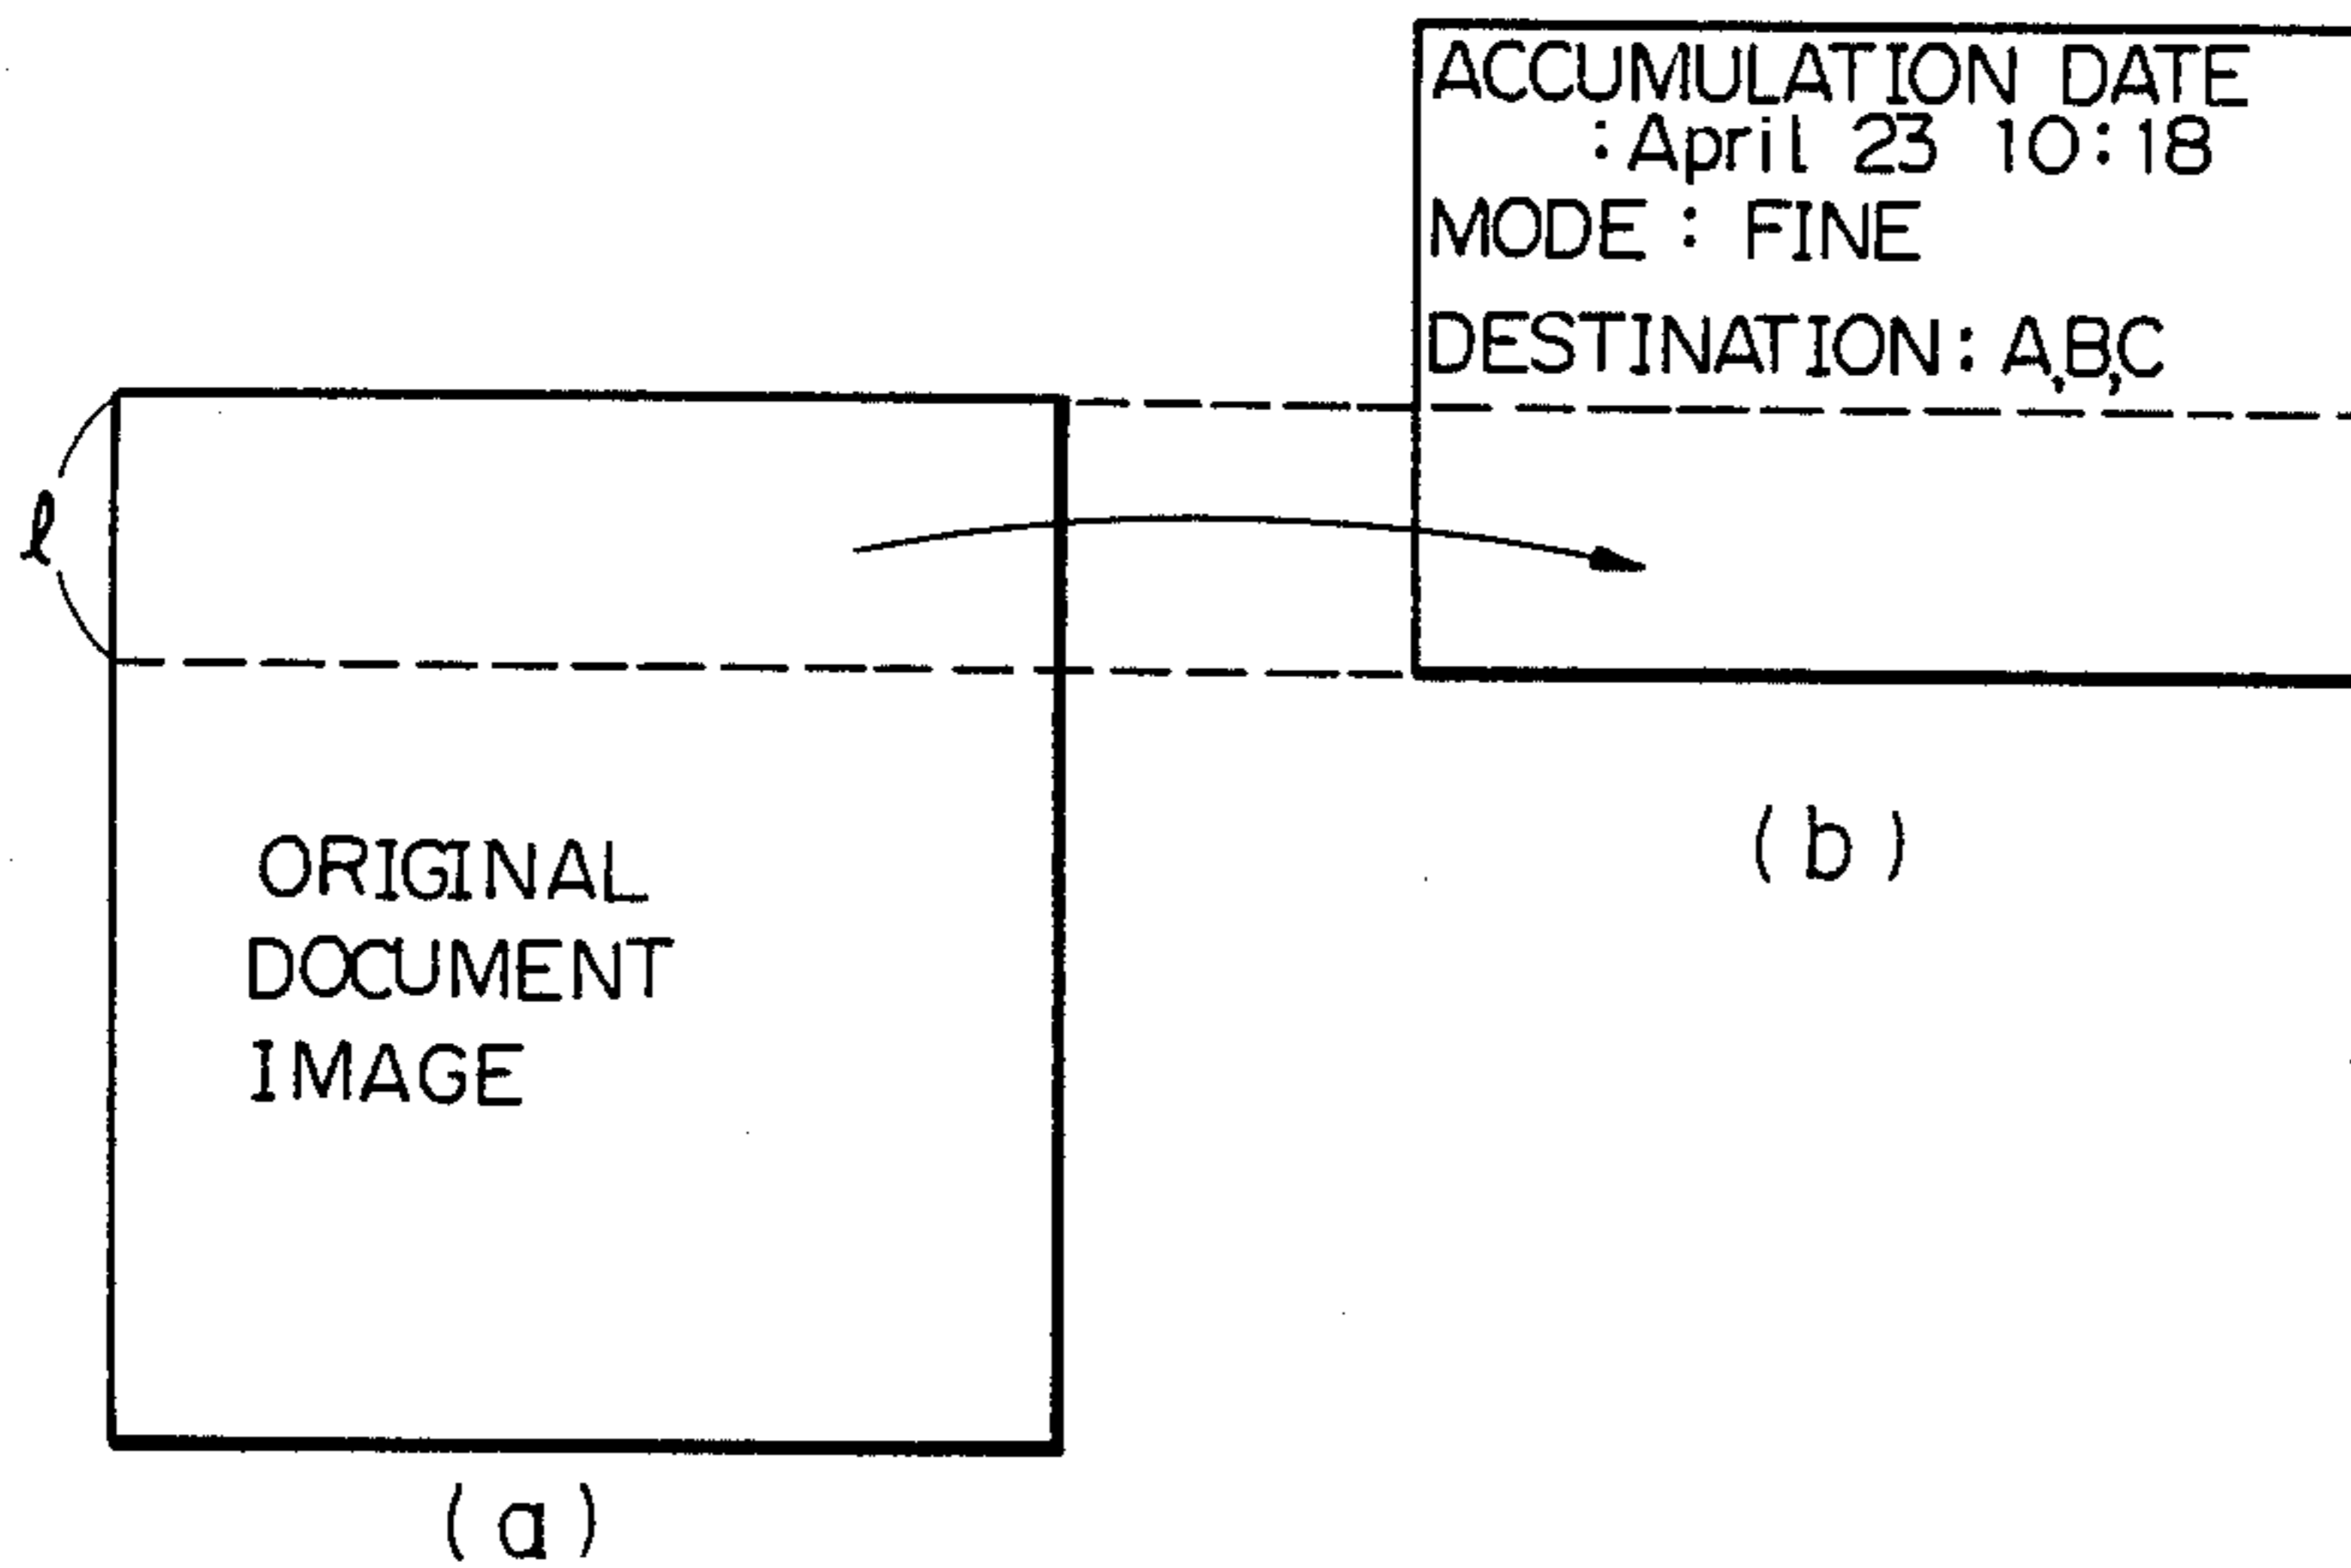 ACCUMULATION DATE
:April 23 10:18
MODE : FINE
DESTINATION: A,B,C
ℓ
ORIGINAL
DOCUMENT
IMAGE
(b)
(a)